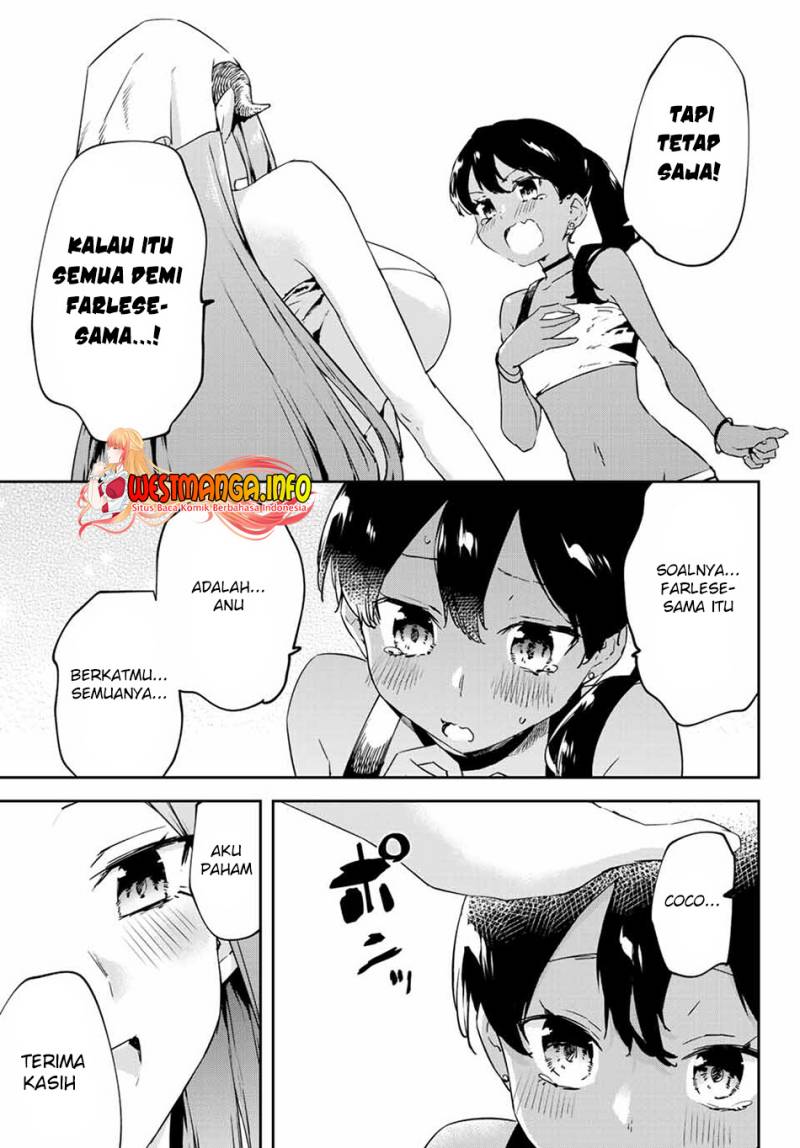 TAPI
TETAP
SAJA!
KALAU ITU
SEMUA DEMI
FARLESE-
SAMA...!
WESTMANGA.INFO
Situs Baca Komik Berbahasa Indonesia
SOALNYA...
FARLESE-
SAMA ITU
ADALAH...
ANU
BERKATMU...
SEMUANYA...
COCO...
ポンッ
AKU
PAHAM
TERIMA
KASIH